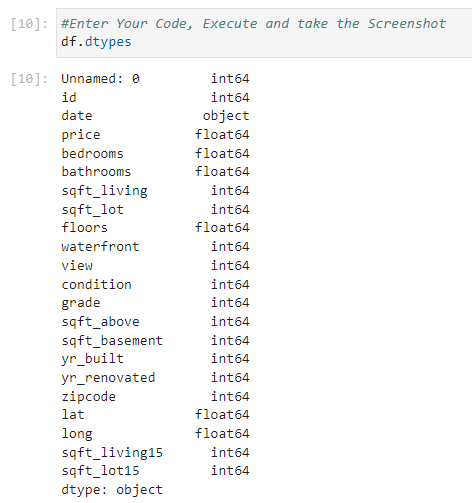 [10]: #Enter Your Code, Execute and take the Screenshot
df.dtypes
[10]: Unnamed: 0 int64
id int64
date object
price float64
bedrooms float64
bathrooms float64
sqft_living int64
sqft_lot int64
floors float64
waterfront int64
view int64
condition int64
grade int64
sqft_above int64
sqft_basement int64
yr_built int64
yr_renovated int64
zipcode int64
lat float64
long float64
sqft_living15 int64
sqft_lot15 int64
dtype: object